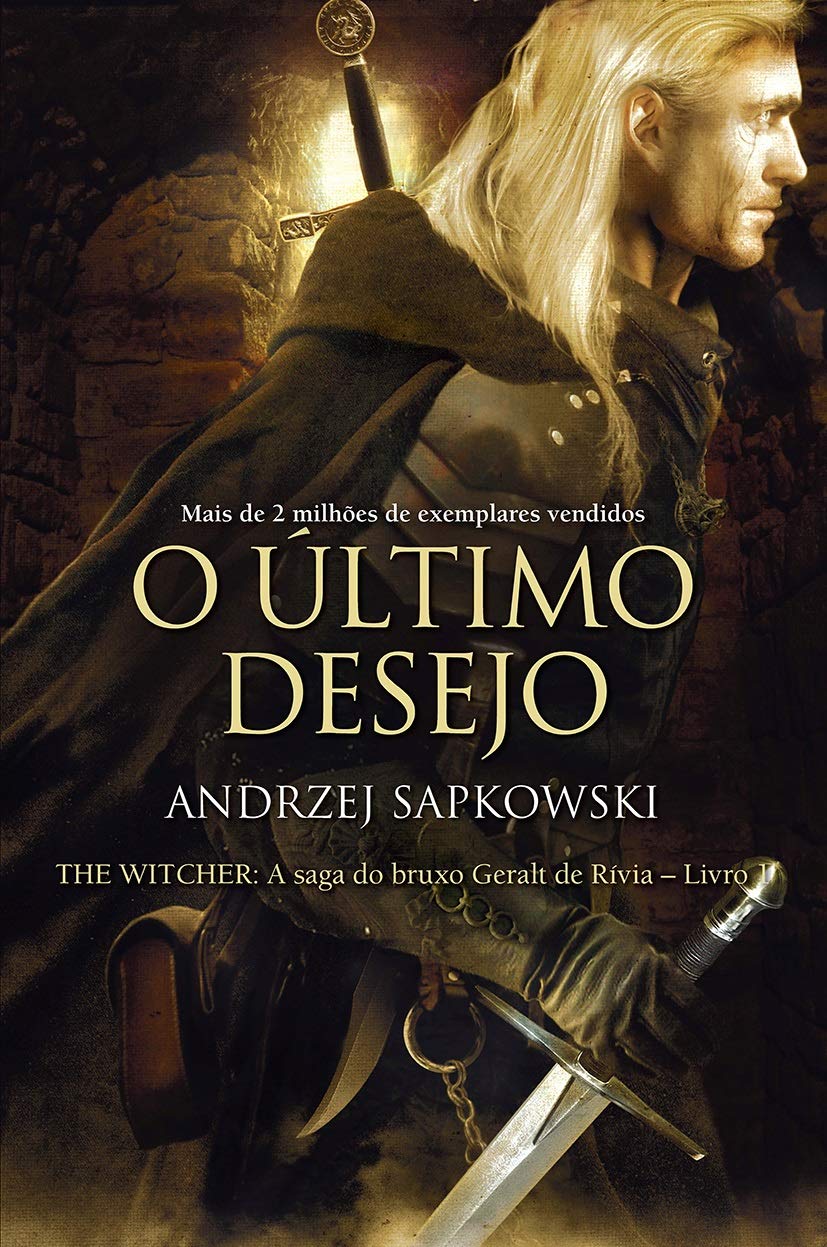 Mais de 2 milhões de exemplares vendidos
O ÚLTIMO
DESEJO
ANDRZEJ SAPKOWSKI
THE WITCHER: A saga do bruxo Geralt de Rívia – Livro I